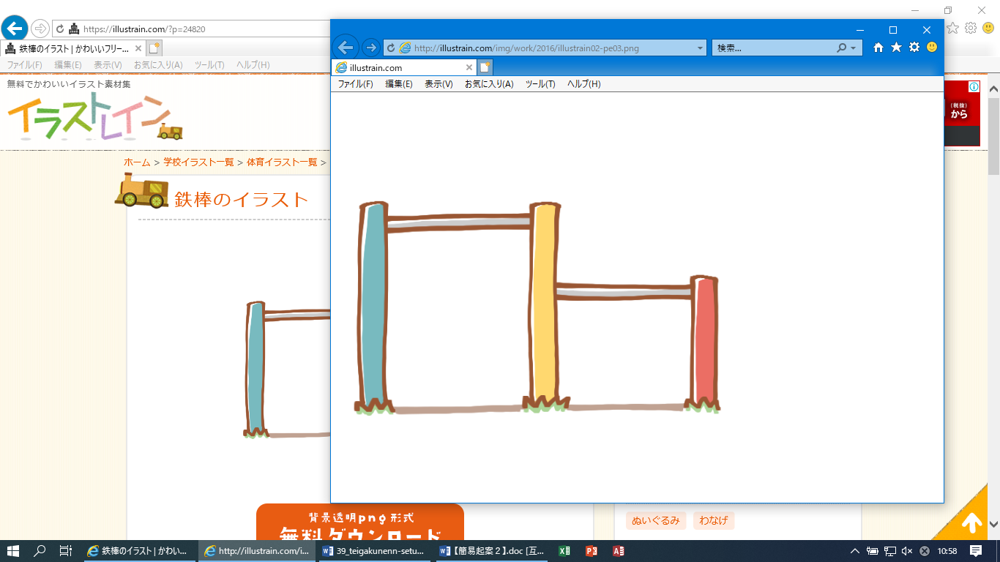 https://illustrain.com/?p=24820
鉄棒のイラスト | かわいいフリー...
ファイル(F) 編集(E) 表示(V) お気に入り(A) ツール(T) ヘルプ(H)
無料でかわいいイラスト素材集
イラストレイン
ホーム > 学校イラスト一覧 > 体育イラスト一覧 >
鉄棒のイラスト
背景透明png形式
無料ダウンロード
http://illustrain.com/img/work/2016/illustrain02-pe03.png
検索...
illustrain.com
ファイル(F) 編集(E) 表示(V) お気に入り(A) ツール(T) ヘルプ(H)
(税抜)
から
ぬいぐるみ わなげ
鉄棒のイラスト | かわい...
http://illustrain.com/i...
39_teigakunenn-setu...
【簡易起案2】.doc [互...
10:58